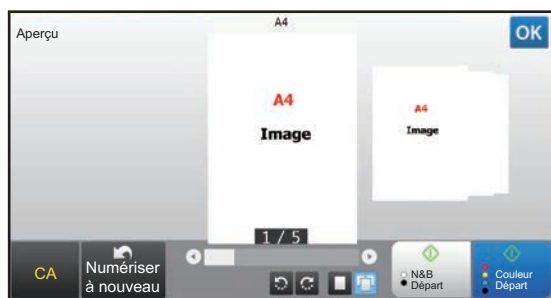 A4
Aperçu
OK
A4
Image
A4
Image
1 / 5
CA
Numériser
à nouveau
N&B
Départ
Couleur
Départ